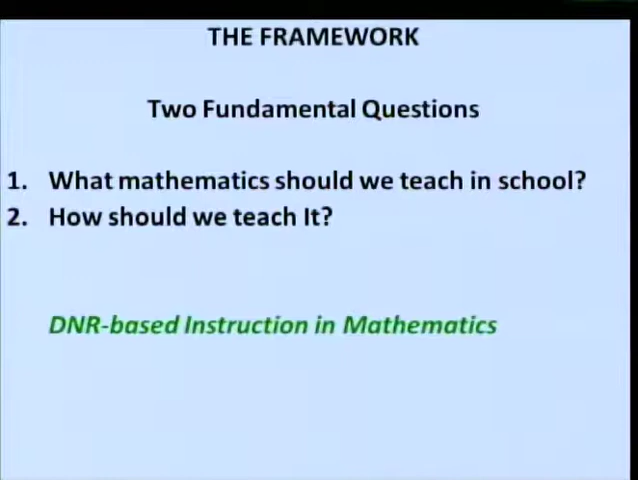 THE FRAMEWORK
Two Fundamental Questions
1. What mathematics should we teach in school?
2. How should we teach It?
DNR-based Instruction in Mathematics